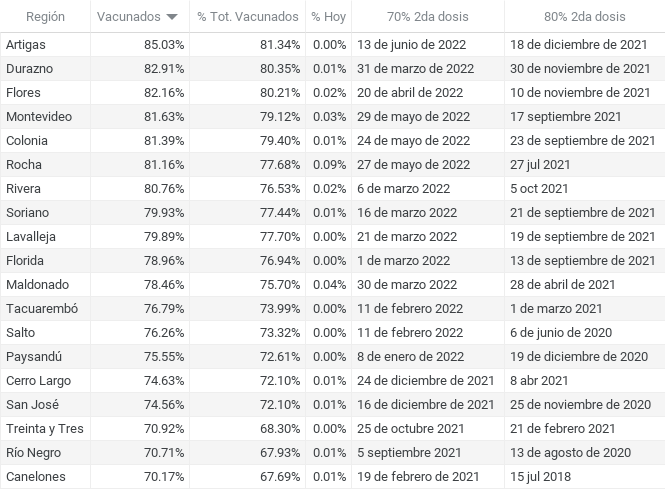 Región Vacunados % Tot. Vacunados % Hoy 70% 2da dosis 80% 2da dosis
Artigas 85.03% 81.34% 0.00% 13 de junio de 2022 18 de diciembre de 2021
Durazno 82.91% 80.35% 0.01% 31 de marzo de 2022 30 de noviembre de 2021
Flores 82.16% 80.21% 0.02% 20 de abril de 2022 10 de noviembre de 2021
Montevideo 81.63% 79.12% 0.03% 29 de mayo de 2022 17 septiembre 2021
Colonia 81.39% 79.40% 0.01% 24 de mayo de 2022 23 de septiembre de 2021
Rocha 81.16% 77.68% 0.09% 27 de mayo de 2022 27 jul 2021
Rivera 80.76% 76.53% 0.02% 6 de marzo 2022 5 oct 2021
Soriano 79.93% 77.44% 0.01% 16 de marzo de 2022 21 de septiembre de 2021
Lavalleja 79.89% 77.70% 0.00% 21 de marzo de 2022 19 de septiembre de 2021
Florida 78.96% 76.94% 0.00% 1 de marzo de 2022 13 de septiembre de 2021
Maldonado 78.46% 75.70% 0.04% 30 de marzo de 2022 28 de abril de 2021
Tacuarembó 76.79% 73.99% 0.00% 11 de febrero de 2022 1 de marzo 2021
Salto 76.26% 73.32% 0.00% 11 de febrero de 2022 6 de junio de 2020
Paysandú 75.55% 72.61% 0.00% 8 de enero de 2022 19 de diciembre de 2020
Cerro Largo 74.63% 72.10% 0.01% 24 de diciembre de 2021 8 abr 2021
San José 74.56% 72.10% 0.01% 16 de diciembre de 2021 25 de noviembre de 2020
Treinta y Tres 70.92% 68.30% 0.00% 25 de octubre de 2021 21 de febrero de 2021
Río Negro 70.71% 67.93% 0.01% 5 septiembre 2021 13 de agosto de 2020
Canelones 70.17% 67.69% 0.01% 19 de febrero de 2021 15 jul 2018